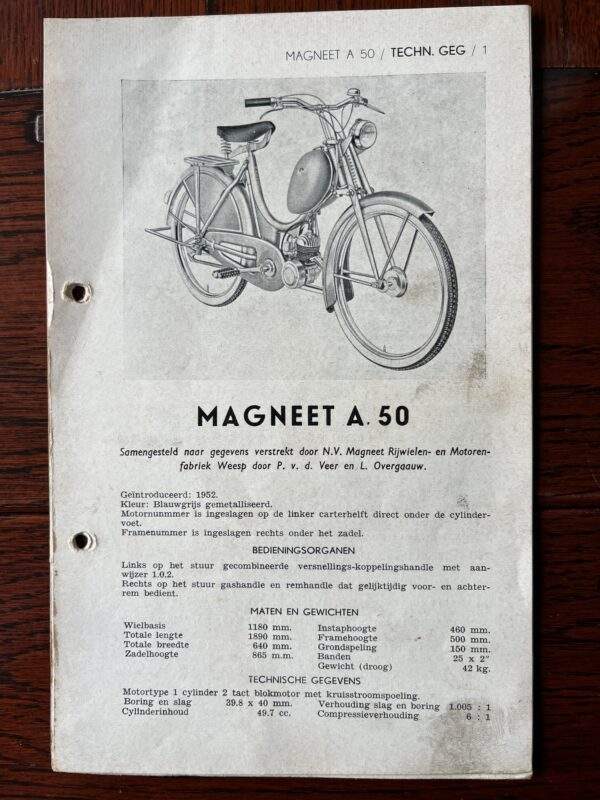 MAGNEET A 50 / TECHN. GEG / 1
MAGNEET A. 50
Samengesteld naar gegevens verstrekt door N.V. Magneet Rijwielen- en Motoren-
fabriek Weesp door P. v. d. Veer en L. Overgaauw.
Geïntroduceerd: 1952.
Kleur: Blauwgrijs gemetalliseerd.
Motornummer is ingeslagen op de linker carterhelft direct onder de cylinder-
voet.
Framenummer is ingeslagen rechts onder het zadel.
BEDIENINGSORGANEN
Links op het stuur gecombineerde versnellings-koppelingshandle met aan-
wijzer 1.0.2.
Rechts op het stuur gashandle en remhandle dat gelijktijdig voor- en achter-
rem bedient.
MATEN EN GEWICHTEN
Wielbasis 1180 mm. Instaphoogte 460 mm.
Totale lengte 1890 mm. Framehoogte 500 mm.
Totale breedte 640 mm. Grondspeling 150 mm.
Zadelhoogte 865 m.m. Banden 25 x 2"
Gewicht (droog) 42 kg.
TECHNISCHE GEGEVENS
Motortype 1 cylinder 2 tact blokmotor met kruisstroomspoeling.
Boring en slag 39.8 x 40 mm. Verhouding slag en boring 1.005 : 1
Cylinderinhoud 49.7 cc. Compressieverhouding 6 : 1